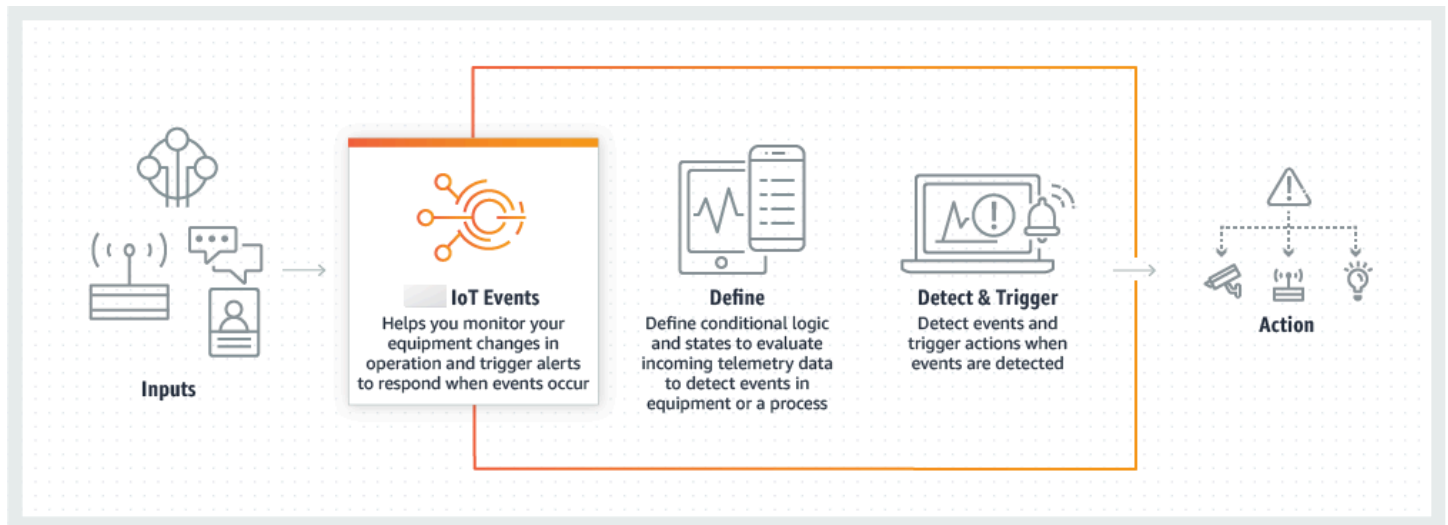 Inputs
IoT Events
Helps you monitor your
equipment changes in
operation and trigger alerts
to respond when events occur
Define
Define conditional logic
and states to evaluate
incoming telemetry data
to detect events in
equipment or a process
Detect & Trigger
Detect events and
trigger actions when
events are detected
Action